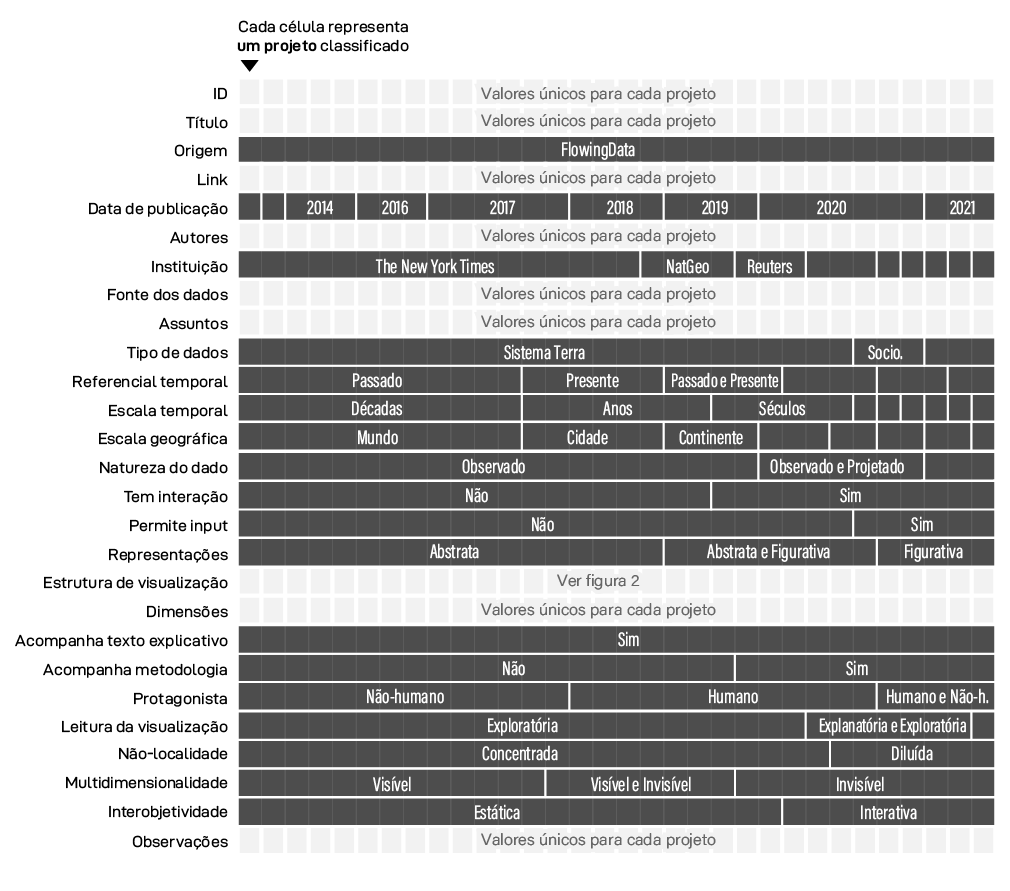 Cada célula representa
um projeto classificado
ID Valores únicos para cada projeto
Título Valores únicos para cada projeto
Origem FlowingData
Link Valores únicos para cada projeto
Data de publicação 2014 2016 2017 2018 2019 2020 2021
Autores Valores únicos para cada projeto
Instituição The New York Times NatGeo Reuters
Fonte dos dados Valores únicos para cada projeto
Assuntos Valores únicos para cada projeto
Tipo de dados Sistema Terra Socio.
Referencial temporal Passado Presente Passado e Presente
Escala temporal Décadas Anos Séculos
Escala geográfica Mundo Cidade Continente
Natureza do dado Observado Observado e Projetado
Tem interação Não Sim
Permite input Não Sim
Representações Abstrata Abstrata e Figurativa Figurativa
Estrutura de visualização Ver figura 2
Dimensões Valores únicos para cada projeto
Acompanha texto explicativo Sim
Acompanha metodologia Não Sim
Protagonista Não-humano Humano Humano e Não-h.
Leitura da visualização Exploratória Explanatória e Exploratória
Não-localidade Concentrada Diluída
Multidimensionalidade Visível Visível e Invisível Invisível
Interobjetividade Estática Interativa
Observações Valores únicos para cada projeto